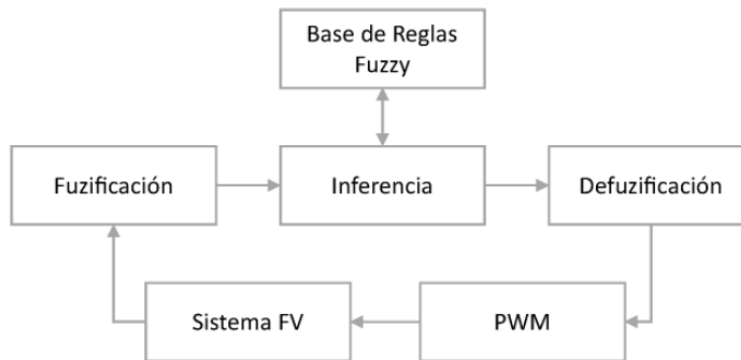 Base de Reglas
Fuzzy
Fuzificación
Inferencia
Defuzificación
Sistema FV
PWM